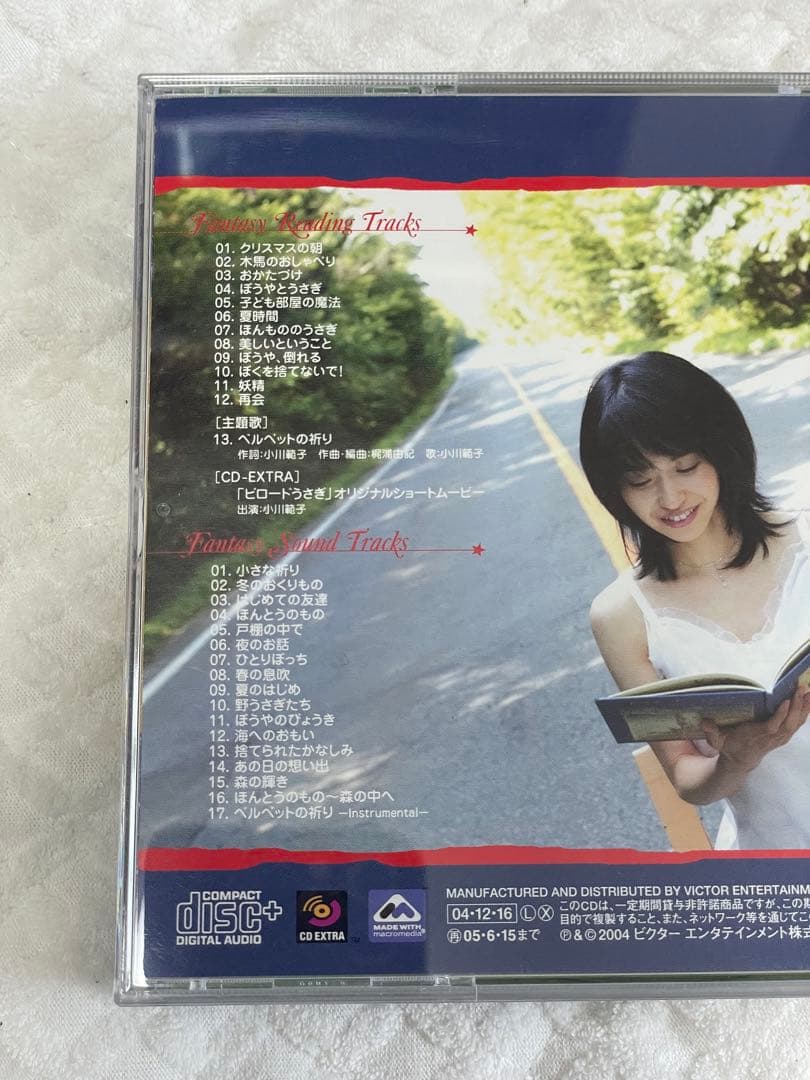 Fantasy Reading Tracks
01. クリスマスの朝
02. 木馬のおしゃべり
03. おかたづけ
04. ぼうやとうさぎ
05. 子ども部屋の魔法
06. 夏時間
07. ほんもののうさぎ
08. 美しいということ
09. ぼうや、倒れる
10. ぼくを捨てないで!
11. 妖精
12. 再会
[主題歌]
13. ベルベットの祈り
作詞:小川範子 作曲・編曲:梶浦由記 歌:小川範子
[CD-EXTRA]
「ビロードうさぎ」オリジナルショートムービー
出演:小川範子
Fantasy Sound Tracks
01. 小さな祈り
02. 冬のおくりもの
03. はじめての友達
04. ほんとうのもの
05. 戸棚の中で
06. 夜のお話
07. ひとりぼっち
08. 春の息吹
09. 夏のはじめ
10. 野うさぎたち
11. ぼうやのびょうき
12. 海へのおもい
13. 捨てられたかなしみ
14. あの日の想い出
15. 森の輝き
16. ほんとうのもの〜森の中へ
17. ベルベットの祈り −Instrumental−
COMPACT
disc+
DIGITAL AUDIO
CD EXTRA
MADE WITH
macromedia®
MANUFACTURED AND DISTRIBUTED BY VICTOR ENTERTAINM
04・12・16 L X
このCDは、一定期間貸与非許諾商品ですが、この期
目的で複製すること、また、ネットワーク等を通じてこ
再 05・6・15まで
℗&© 2004 ビクター エンタテインメント株式